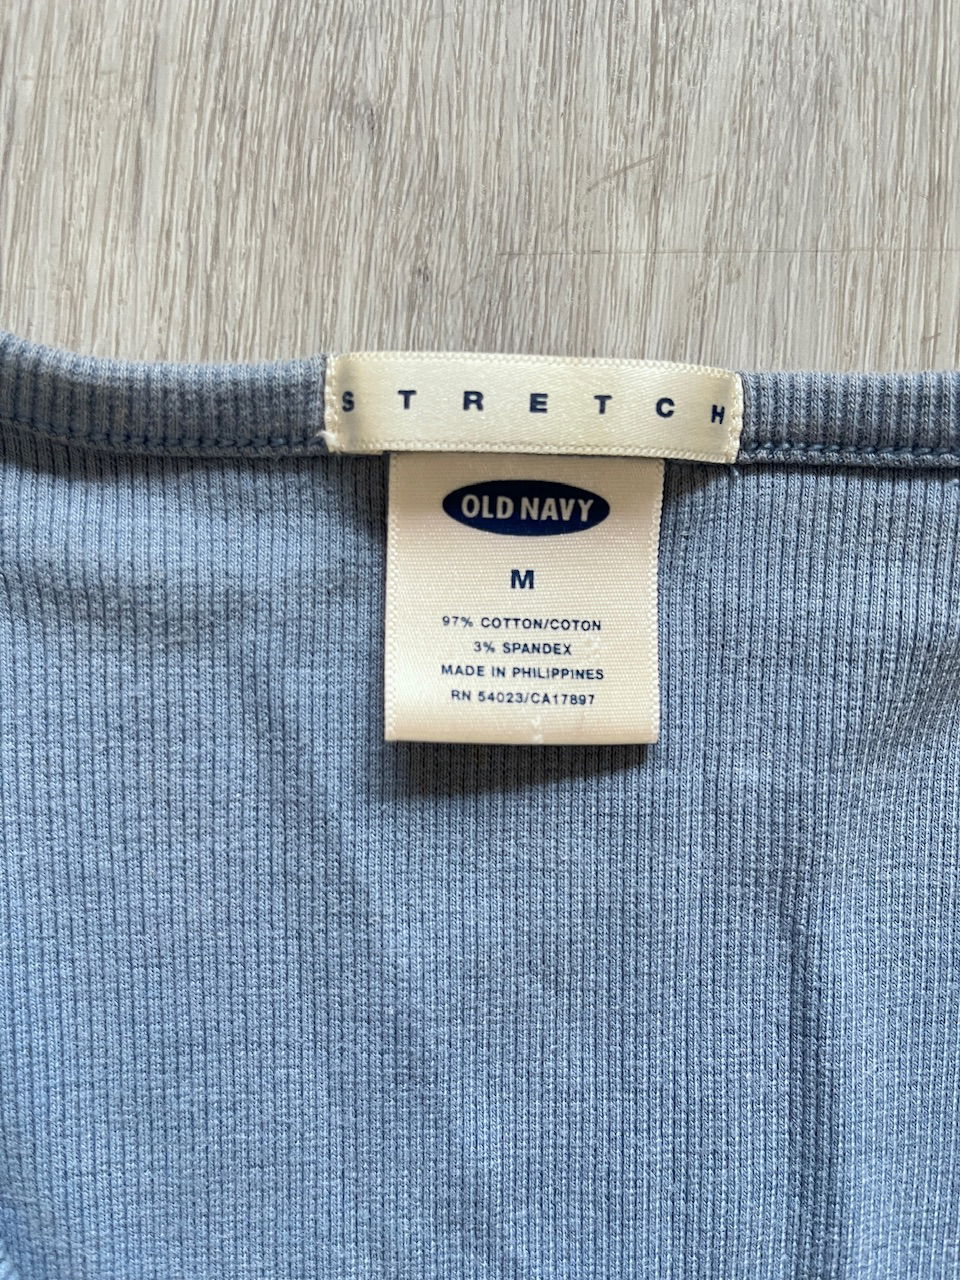 STRETCH
OLD NAVY
M
97% COTTON/COTON
3% SPANDEX
MADE IN PHILIPPINES
RN 54023/CA17897